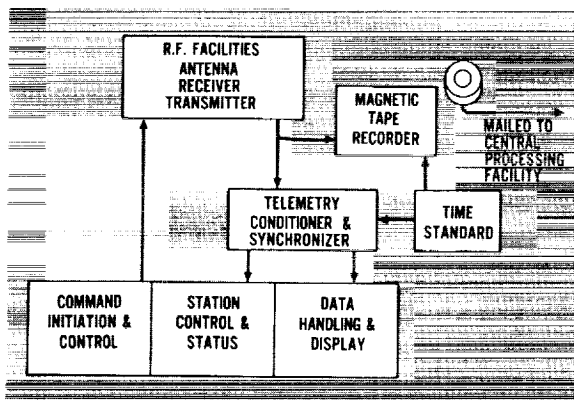 R.F. FACILITIES
ANTENNA
RECEIVER
TRANSMITTER
MAGNETIC
TAPE
RECORDER
MAILED TO
CENTRAL
PROCESSING
FACILITY
TELEMETRY
CONDITIONER &
SYNCHRONIZER
TIME
STANDARD
COMMAND
INITIATION &
CONTROL
STATION
CONTROL &
STATUS
DATA
HANDLING &
DISPLAY